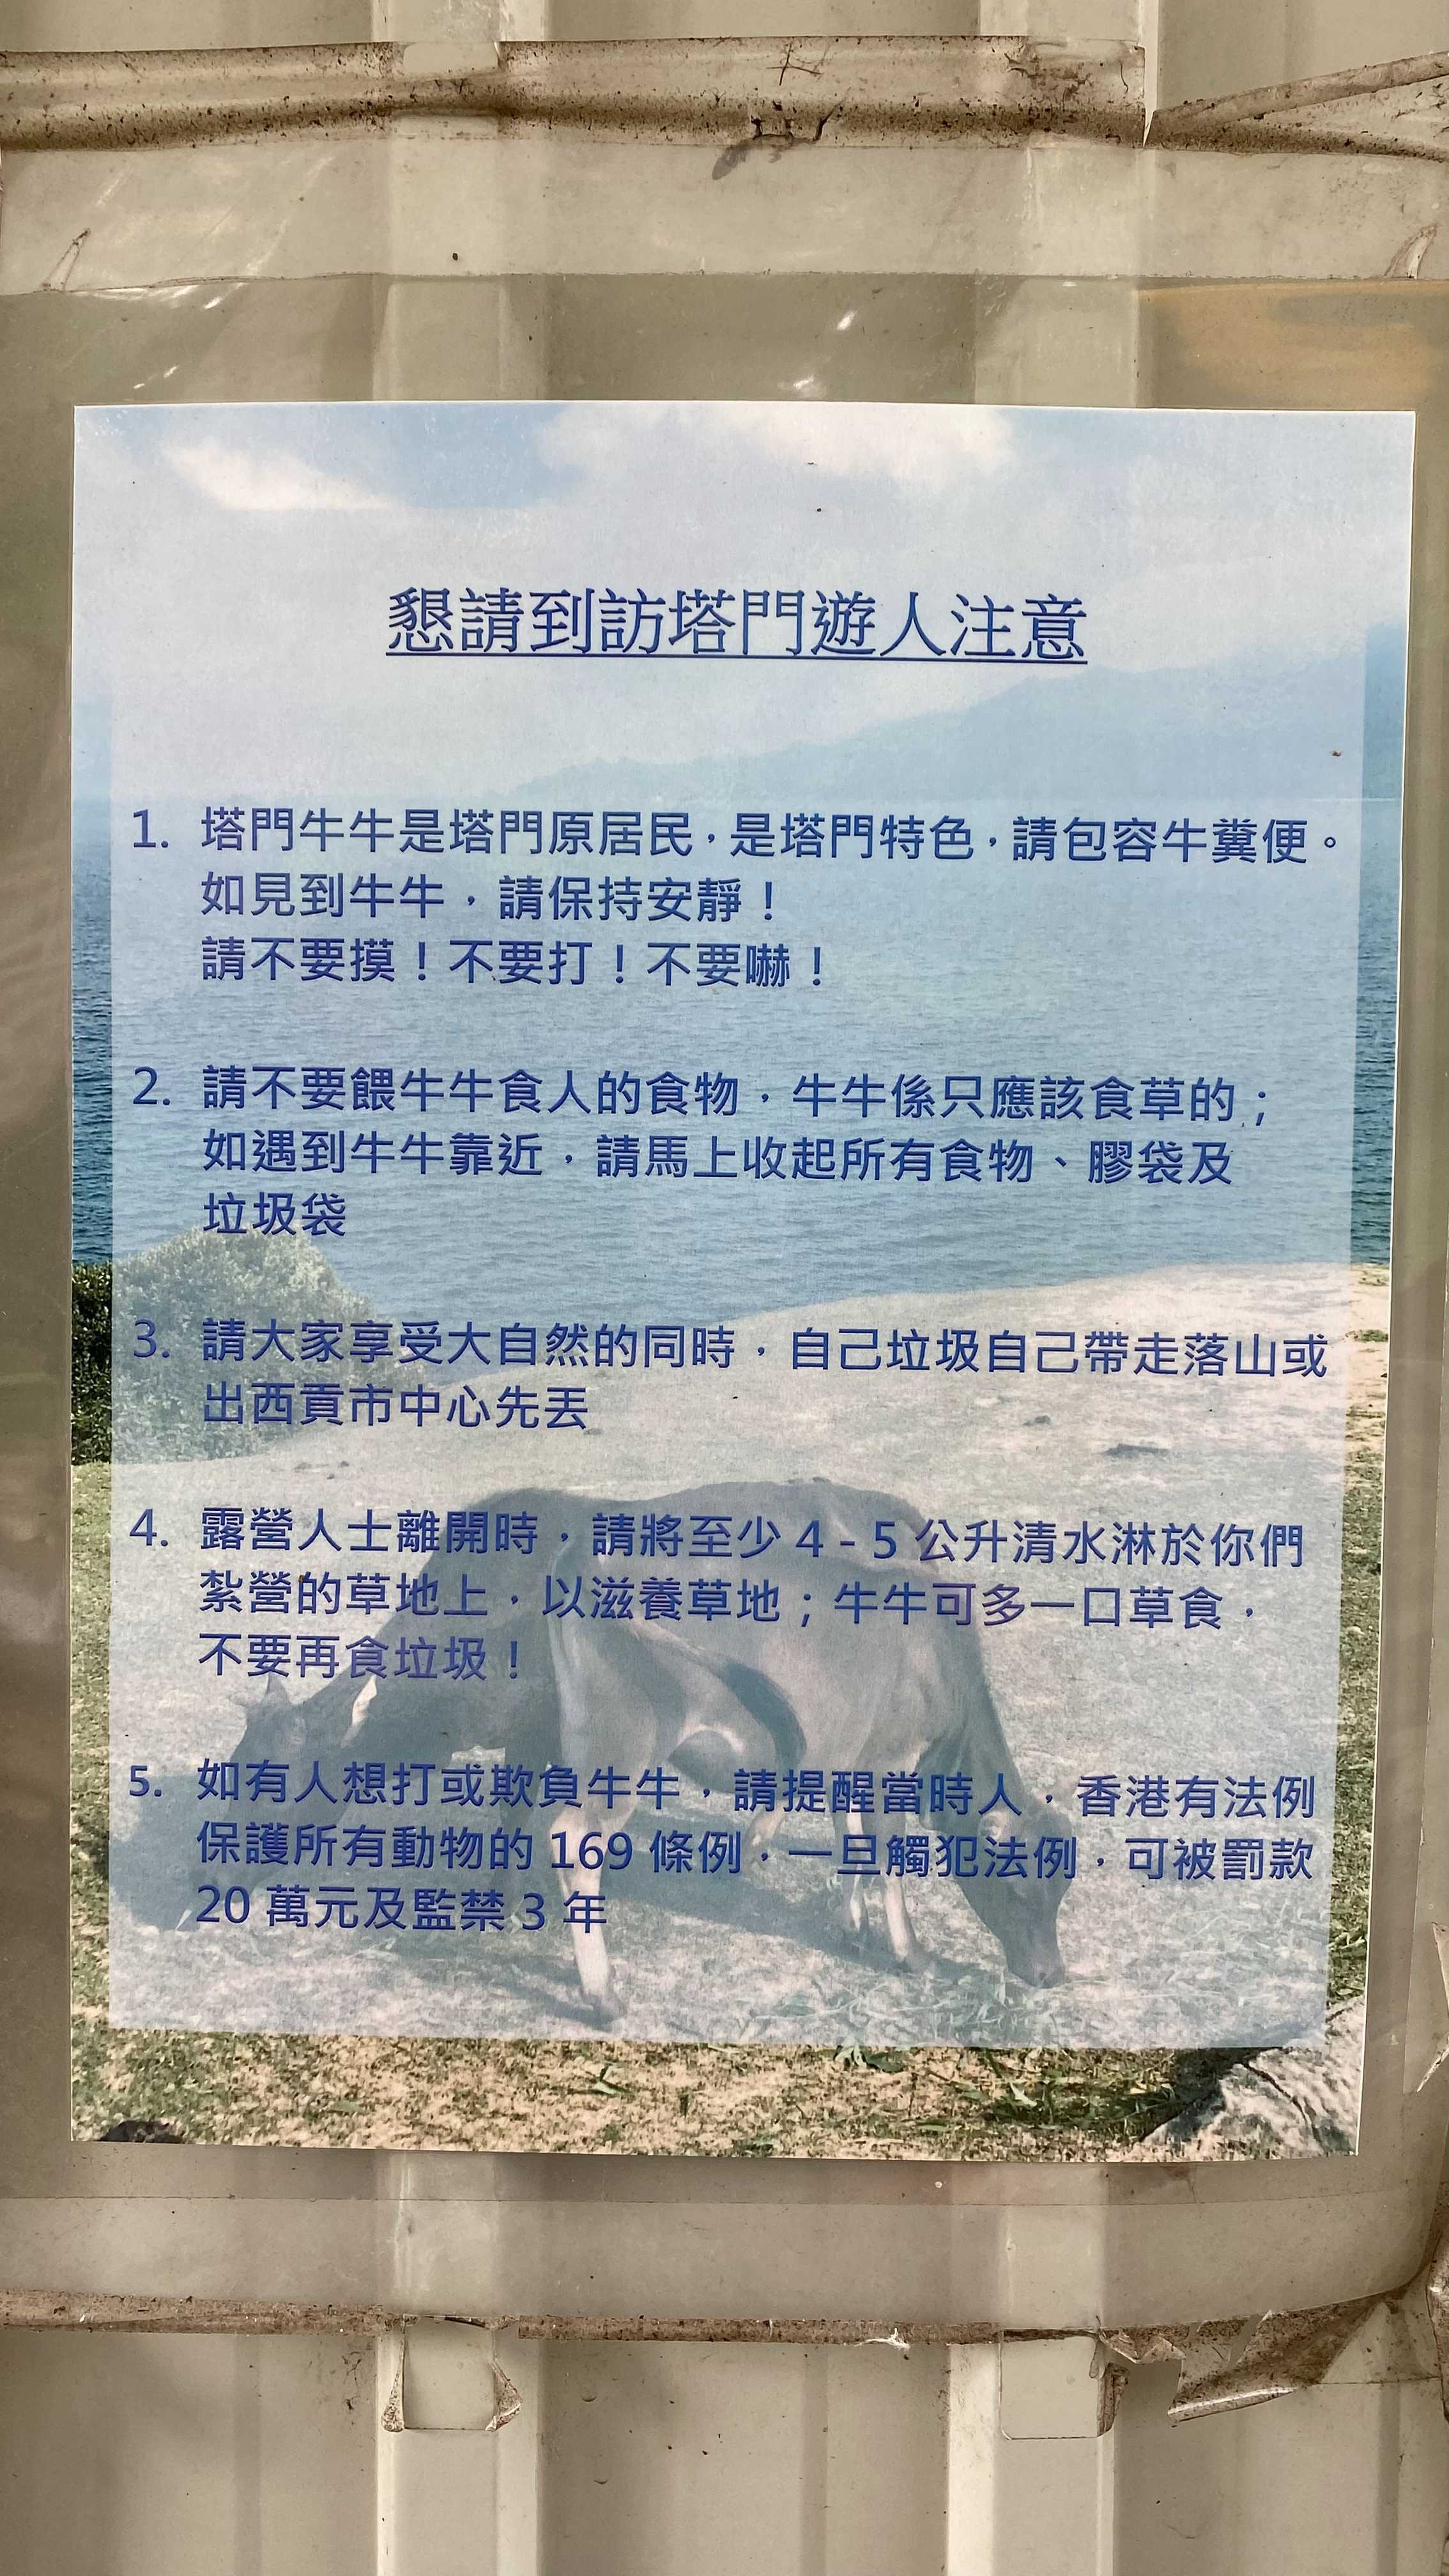 懇請到訪塔門遊人注意
1. 塔門牛牛是塔門原居民，是塔門特色，請包容牛糞便。
如見到牛牛，請保持安靜！
請不要摸！不要打！不要嚇！
2. 請不要餵牛牛食人的食物，牛牛係只應該食草的；
如遇到牛牛靠近，請馬上收起所有食物、膠袋及
垃圾袋
3. 請大家享受大自然的同時，自己垃圾自己帶走落山或
出西貢市中心先丟
4. 露營人士離開時，請將至少 4 - 5 公升清水淋於你們
紮營的草地上，以滋養草地；牛牛可多一口草食，
不要再食垃圾！
5. 如有人想打或欺負牛牛，請提醒當時人，香港有法例
保護所有動物的 169 條例，一旦觸犯法例，可被罰款
20 萬元及監禁 3 年